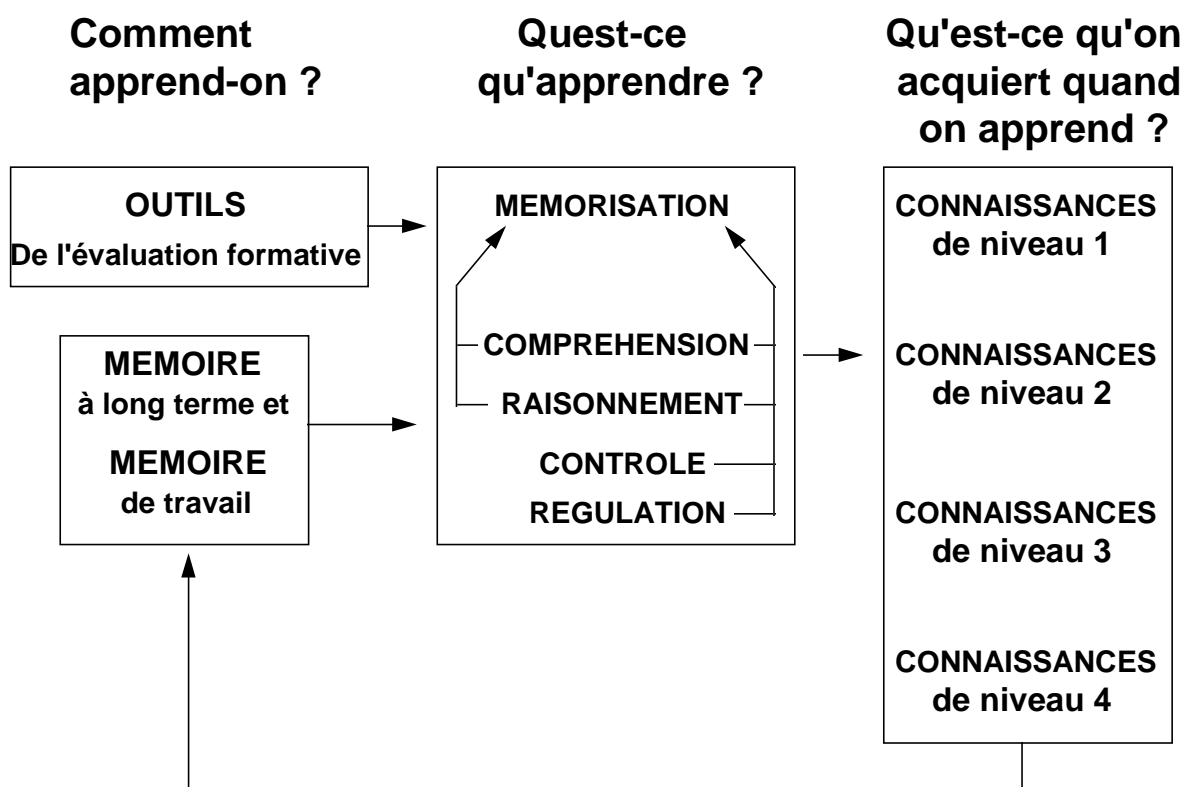 Comment
apprend-on ?
Quest-ce
qu'apprendre ?
Qu'est-ce qu'on
acquiert quand
on apprend ?
OUTILS
De l'évaluation formative
MEMOIRE
à long terme et
MEMOIRE
de travail
MEMORISATION
COMPREHENSION
RAISONNEMENT
CONTROLE
REGULATION
CONNAISSANCES
de niveau 1
CONNAISSANCES
de niveau 2
CONNAISSANCES
de niveau 3
CONNAISSANCES
de niveau 4